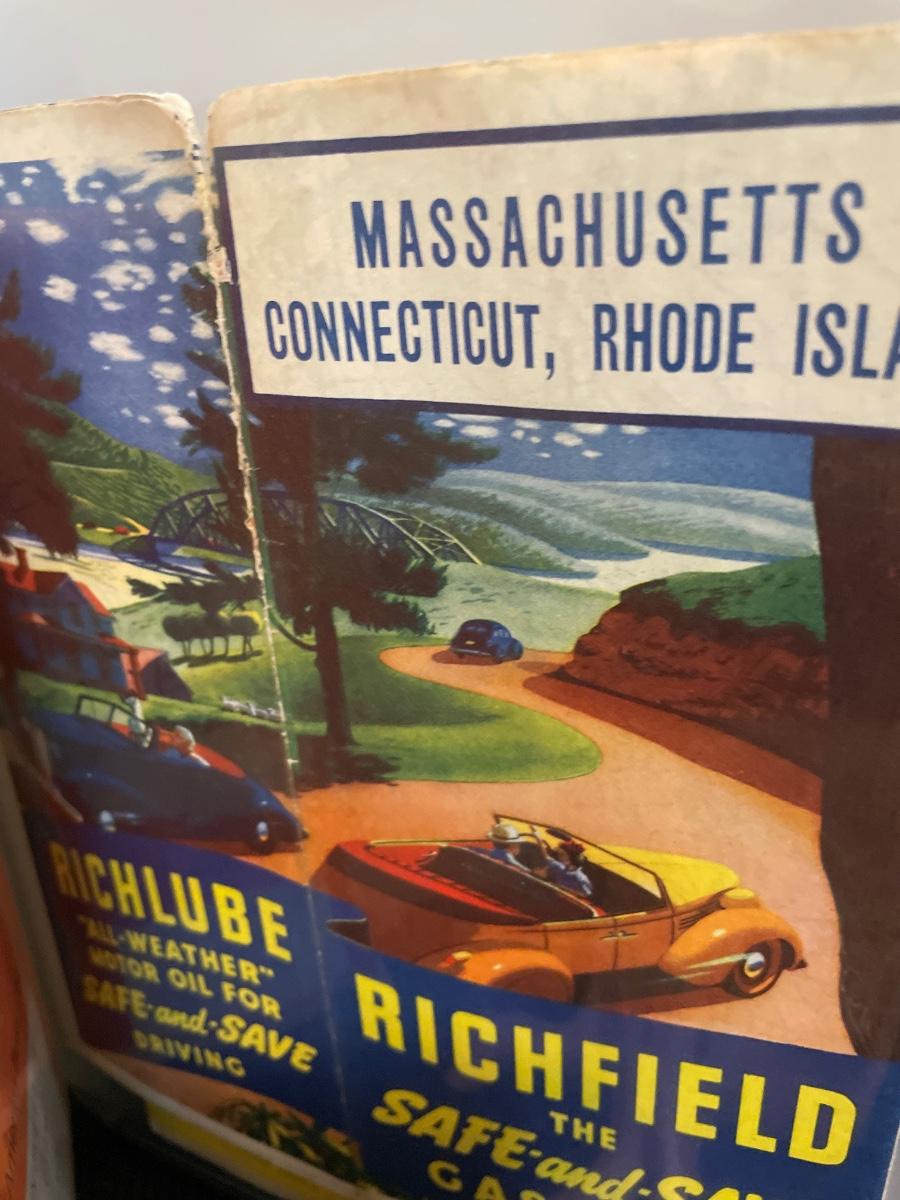 MASSACHUSETTS
CONNECTICUT, RHODE ISLA
RICHLUBE
"ALL-WEATHER"
MOTOR OIL FOR
SAFE-and-SAVE
DRIVING
RICHFIELD
THE
SAFE-and-SA
GAS